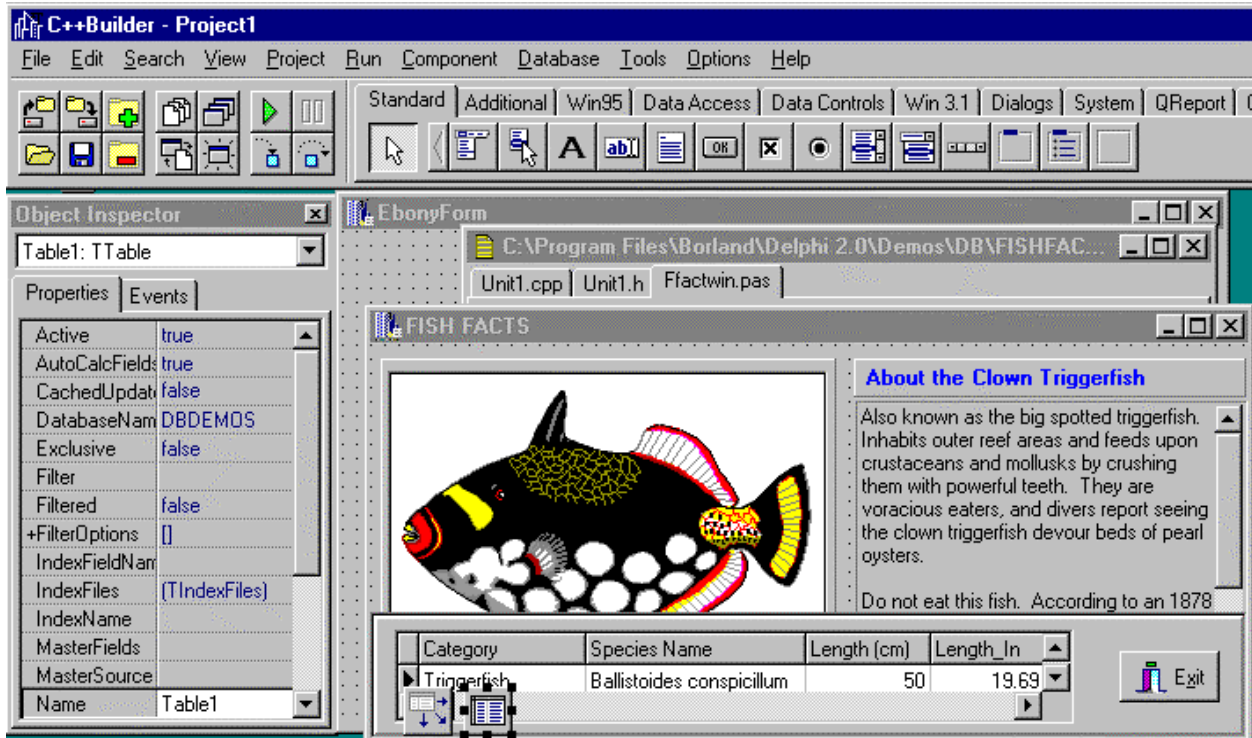 C++Builder - Project1
File Edit Search View Project Run Component Database Tools Options Help
Standard Additional Win95 Data Access Data Controls Win 3.1 Dialogs System QReport
A ab OK
Object Inspector
Table1: TTable
Properties Events
Active true
AutoCalcFields true
CachedUpdat false
DatabaseNam DBDEMOS
Exclusive false
Filter
Filtered false
+FilterOptions []
IndexFieldNam
IndexFiles (TIndexFiles)
IndexName
MasterFields
MasterSource
Name Table1
EbonyForm
C:\Program Files\Borland\Delphi 2.0\Demos\DB\FISHFAC...
Unit1.cpp Unit1.h Ffactwin.pas
FISH FACTS
About the Clown Triggerfish
Also known as the big spotted triggerfish.
Inhabits outer reef areas and feeds upon
crustaceans and mollusks by crushing
them with powerful teeth. They are
voracious eaters, and divers report seeing
the clown triggerfish devour beds of pearl
oysters.
Do not eat this fish. According to an 1878
Category Species Name Length (cm) Length_In
Triggerfish Ballistoides conspicillum 50 19.69
Exit